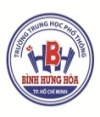 TRƯỜNG TRUNG HỌC PHỔ THÔNG
BHH
BÌNH HƯNG HÒA
TP. HỒ CHÍ MINH